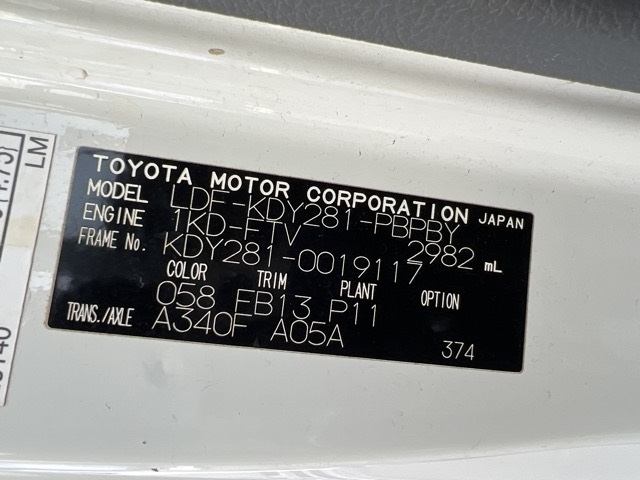 TOYOTA MOTOR CORPORATION JAPAN
MODEL LDF-KDY281-PBPBY
ENGINE 1KD-FTV 2982 mL
FRAME No. KDY281-0019117
COLOR TRIM PLANT OPTION
058 EB13 P11
TRANS./AXLE A340F A05A 374
LM